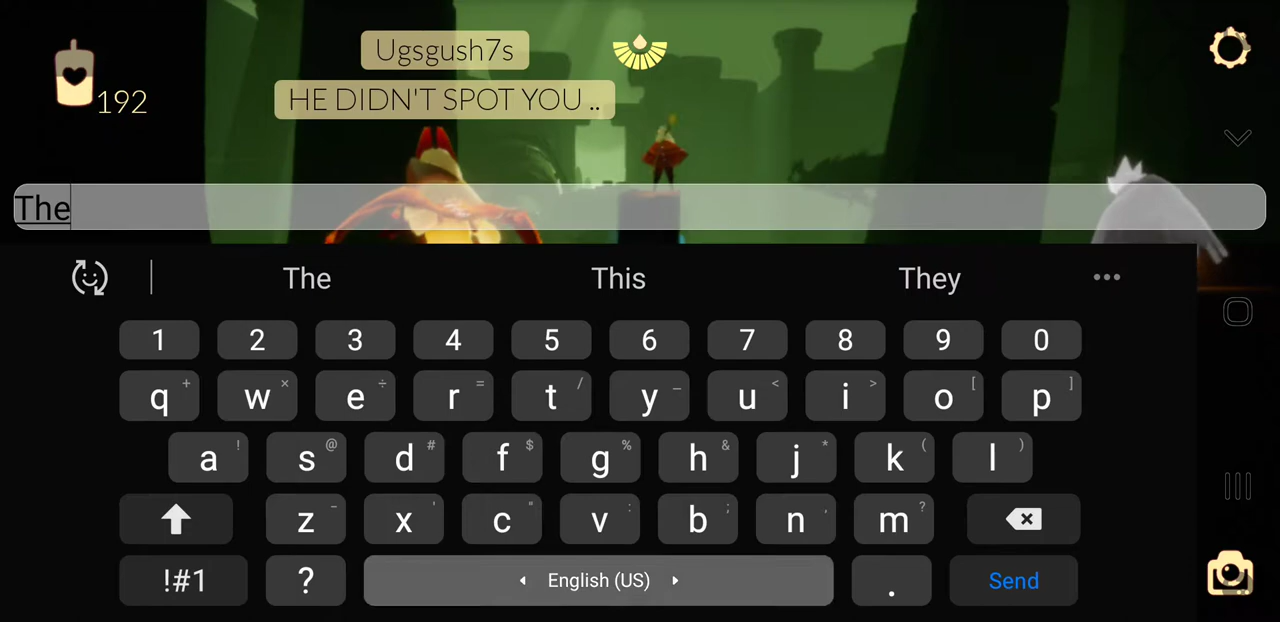 Ugsgush7s
192
HE DIDN'T SPOT YOU ..
The
The This They •••
1 2 3 4 5 6 7 8 9 0
q + w × e ÷ r = t / y _ u < i > o [ p ]
a ! s @ d # f $ g % h & j * k ( l )
z - x ' c " v : b ; n , m ?
!#1 ? English (US) . Send